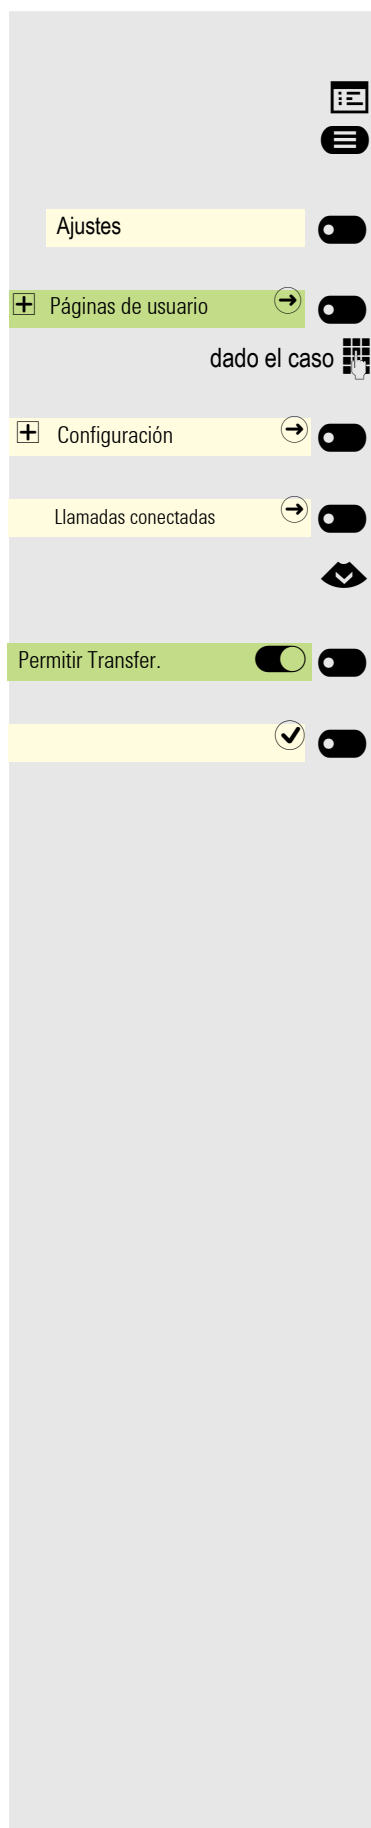 Ajustes
Páginas de usuario
dado el caso
Configuración
Llamadas conectadas
Permitir Transfer.